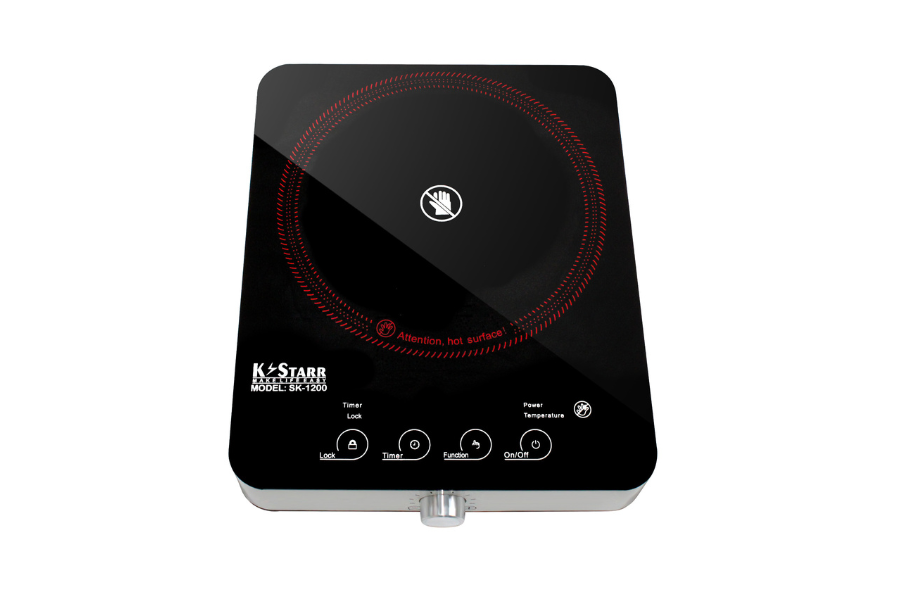 Attention, hot surface!
K STARR
MAKE LIFE EASY
MODEL: SK-1200
Timer
Lock
Power
Temperature
Lock
Timer
Function
On/Off